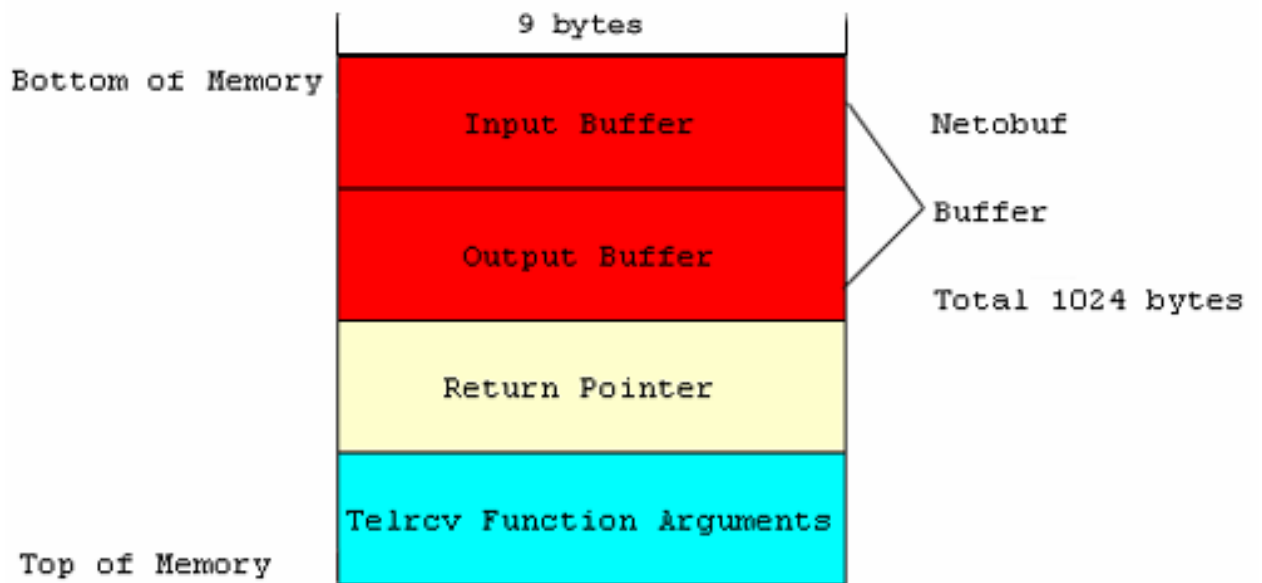 9 bytes
Bottom of Memory
Input Buffer
Netobuf
Buffer
Output Buffer
Total 1024 bytes
Return Pointer
Telrcv Function Arguments
Top of Memory